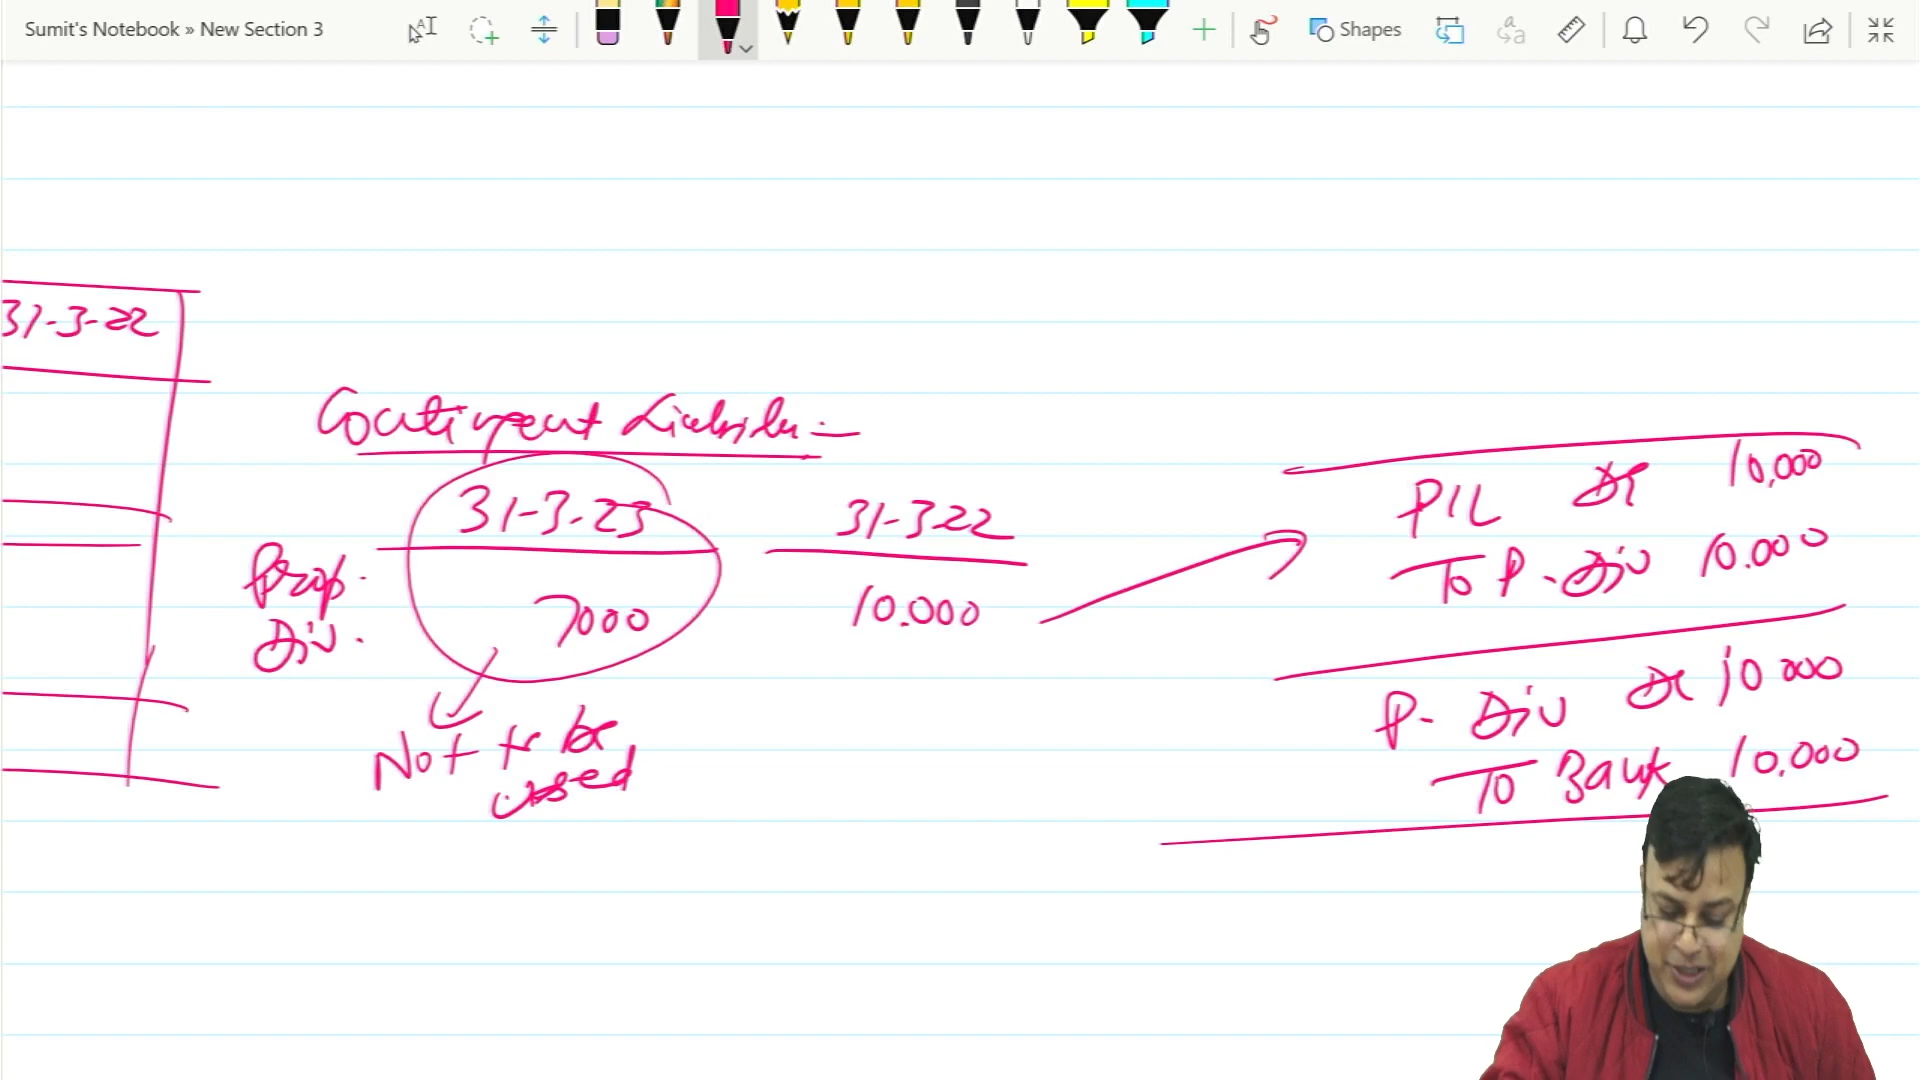 Sumit's Notebook » New Section 3
Shapes
31-3-22
Contingent Liabilities
31-3-23 31-3-22
Prop. Div. 7000 10.000
Not to be
used
P/L Dr 10,000
To P. Div 10.000
P- Div Dr 10 000
To Bank 10,000